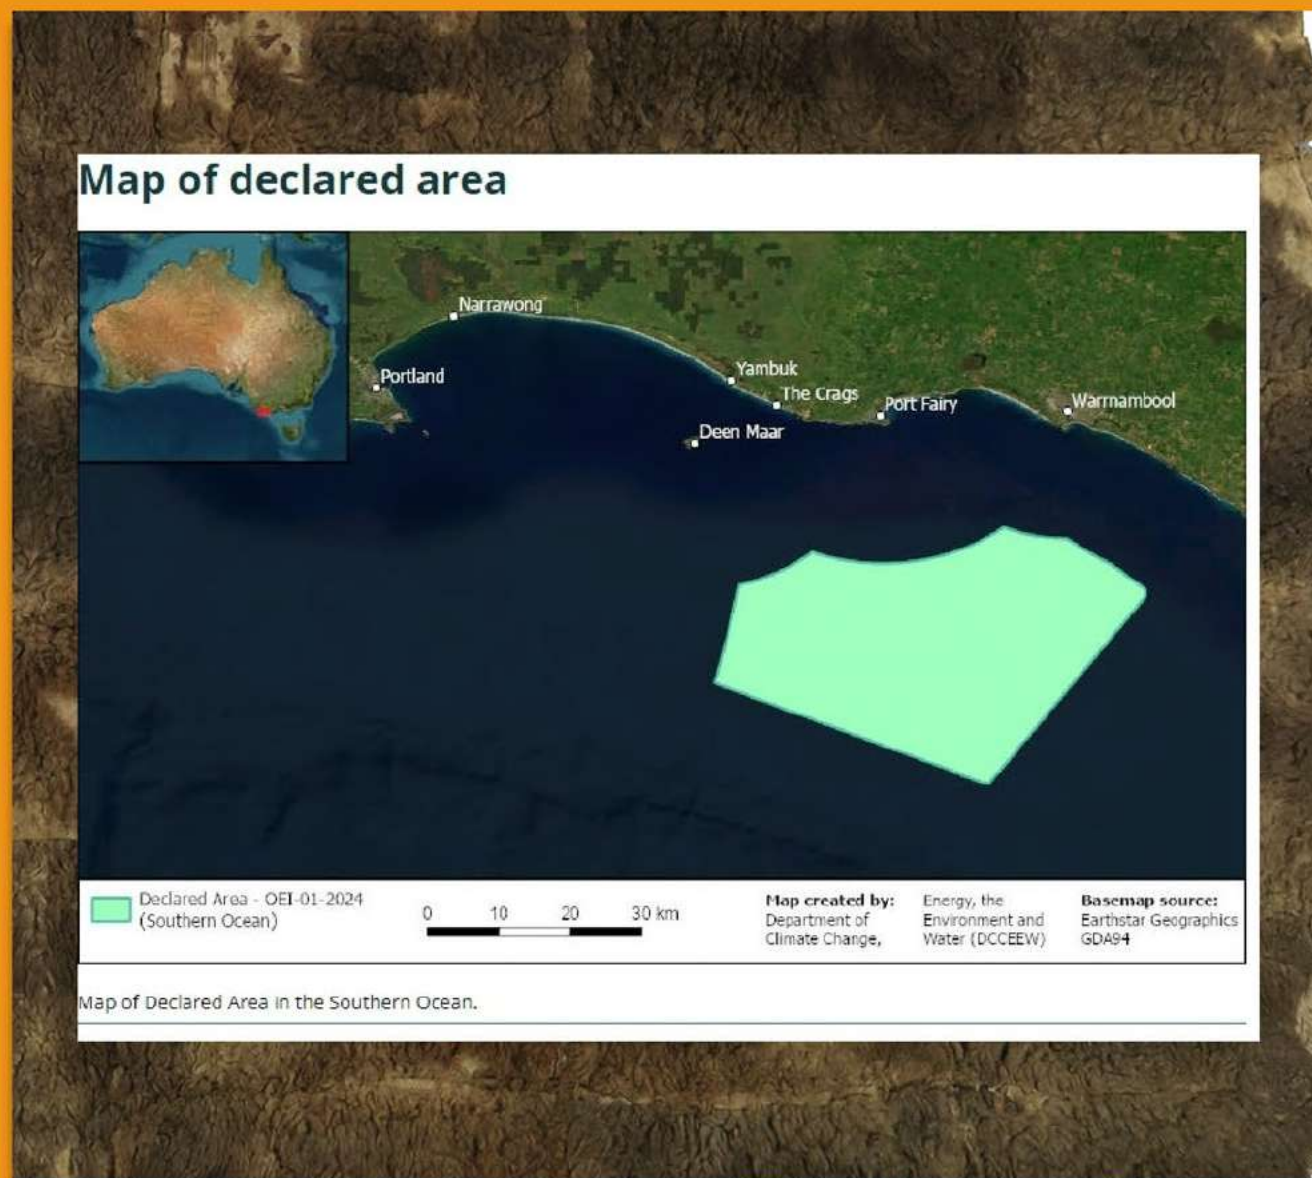 Map of declared area
Narrawong
Portland
Yambuk
The Crags
Port Fairy
Warrnambool
Deen Maar
Declared Area - OEI-01-2024
(Southern Ocean)
0 10 20 30 km
Map created by:
Department of
Climate Change,
Energy, the
Environment and
Water (DCCEEW)
Basemap source:
Earthstar Geographics
GDA94
Map of Declared Area in the Southern Ocean.